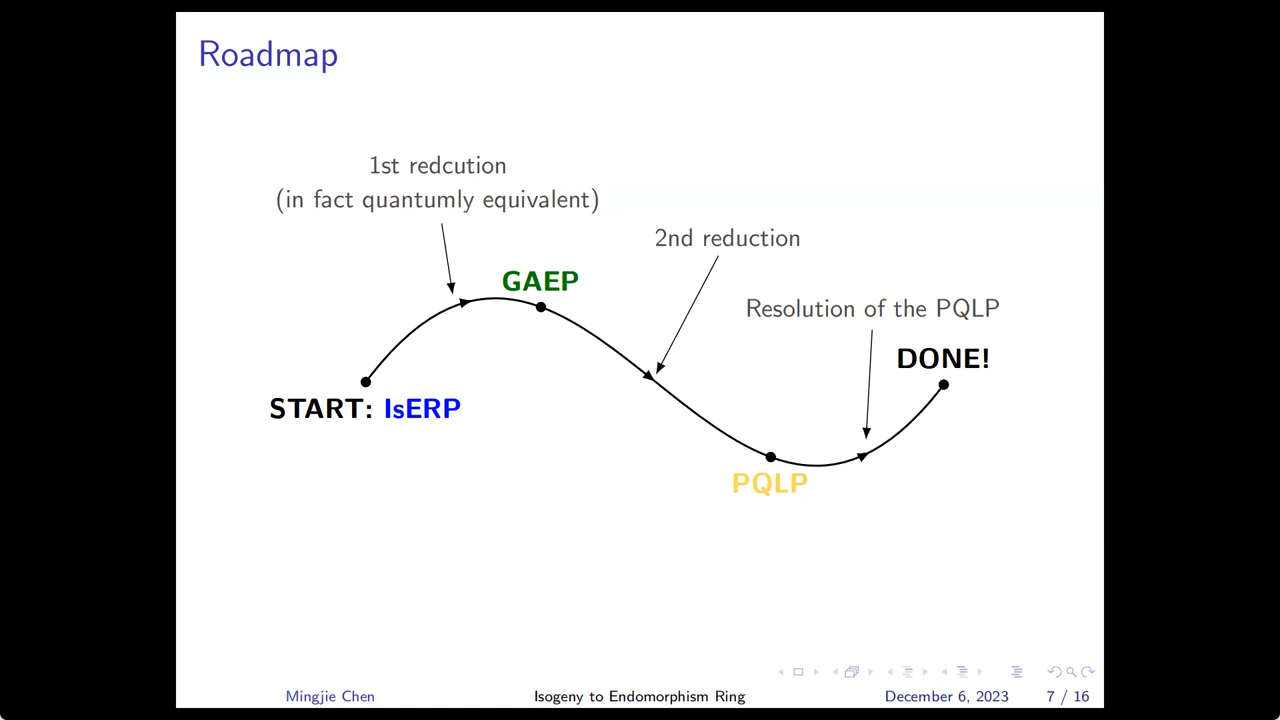 Roadmap
1st redcution
(in fact quantumly equivalent)
2nd reduction
GAEP
Resolution of the PQLP
DONE!
START: IsERP
PQLP
Mingjie Chen
Isogeny to Endomorphism Ring
December 6, 2023
7 / 16